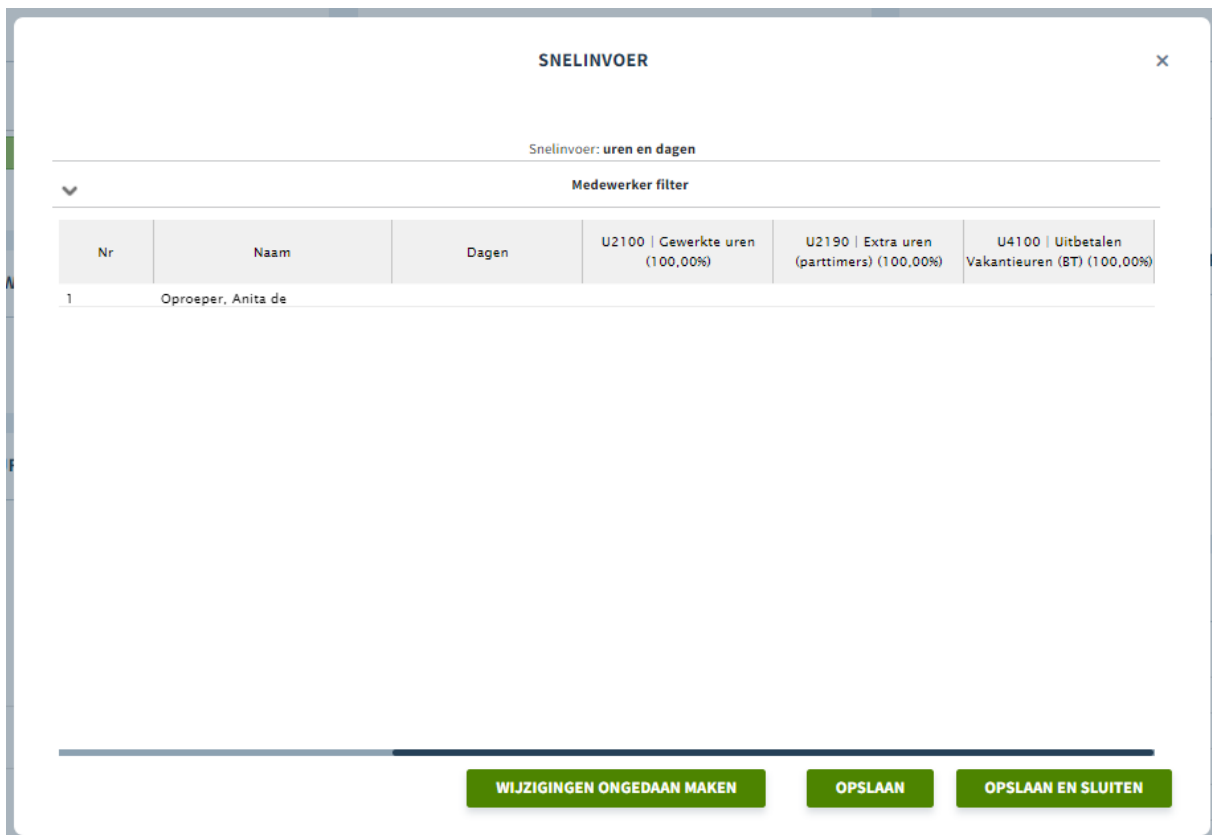 SNELINVOER
×
Snelinvoer: uren en dagen
Medewerker filter
Nr
Naam
Dagen
U2100 | Gewerkte uren
(100,00%)
U2190 | Extra uren
(parttimers) (100,00%)
U4100 | Uitbetalen
Vakantieuren (BT) (100,00%)
1
Oproeper, Anita de
WIJZIGINGEN ONGEDAAN MAKEN
OPSLAAN
OPSLAAN EN SLUITEN